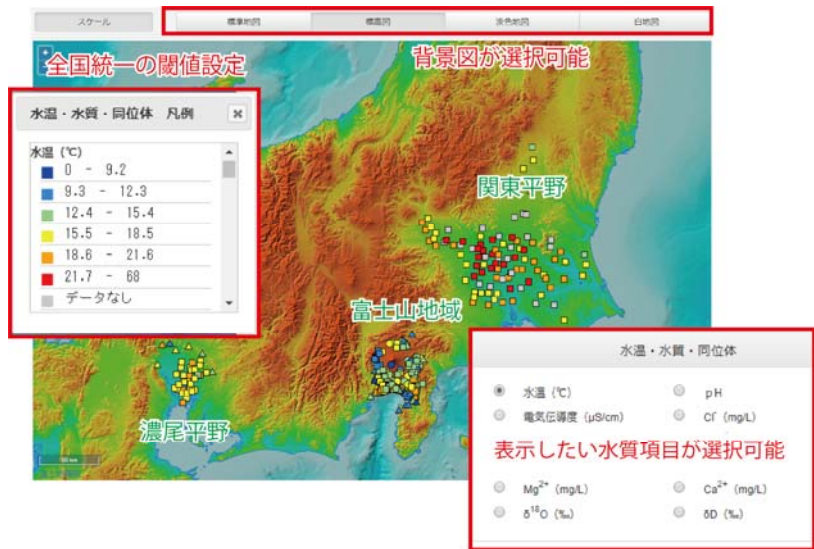 スケール
標準地図
標高図
淡色地図
白地図
全国統一の閾値設定
背景図が選択可能
水温・水質・同位体 凡例
水温 (℃)
0 - 9.2
9.3 - 12.3
12.4 - 15.4
15.5 - 18.5
18.6 - 21.6
21.7 - 68
データなし
関東平野
富士山地域
濃尾平野
水温・水質・同位体
水温 (℃)
pH
電気伝導度 (μS/cm)
Cl⁻ (mg/L)
表示したい水質項目が選択可能
Mg²⁺ (mg/L)
Ca²⁺ (mg/L)
δ¹⁸O (‰)
δD (‰)